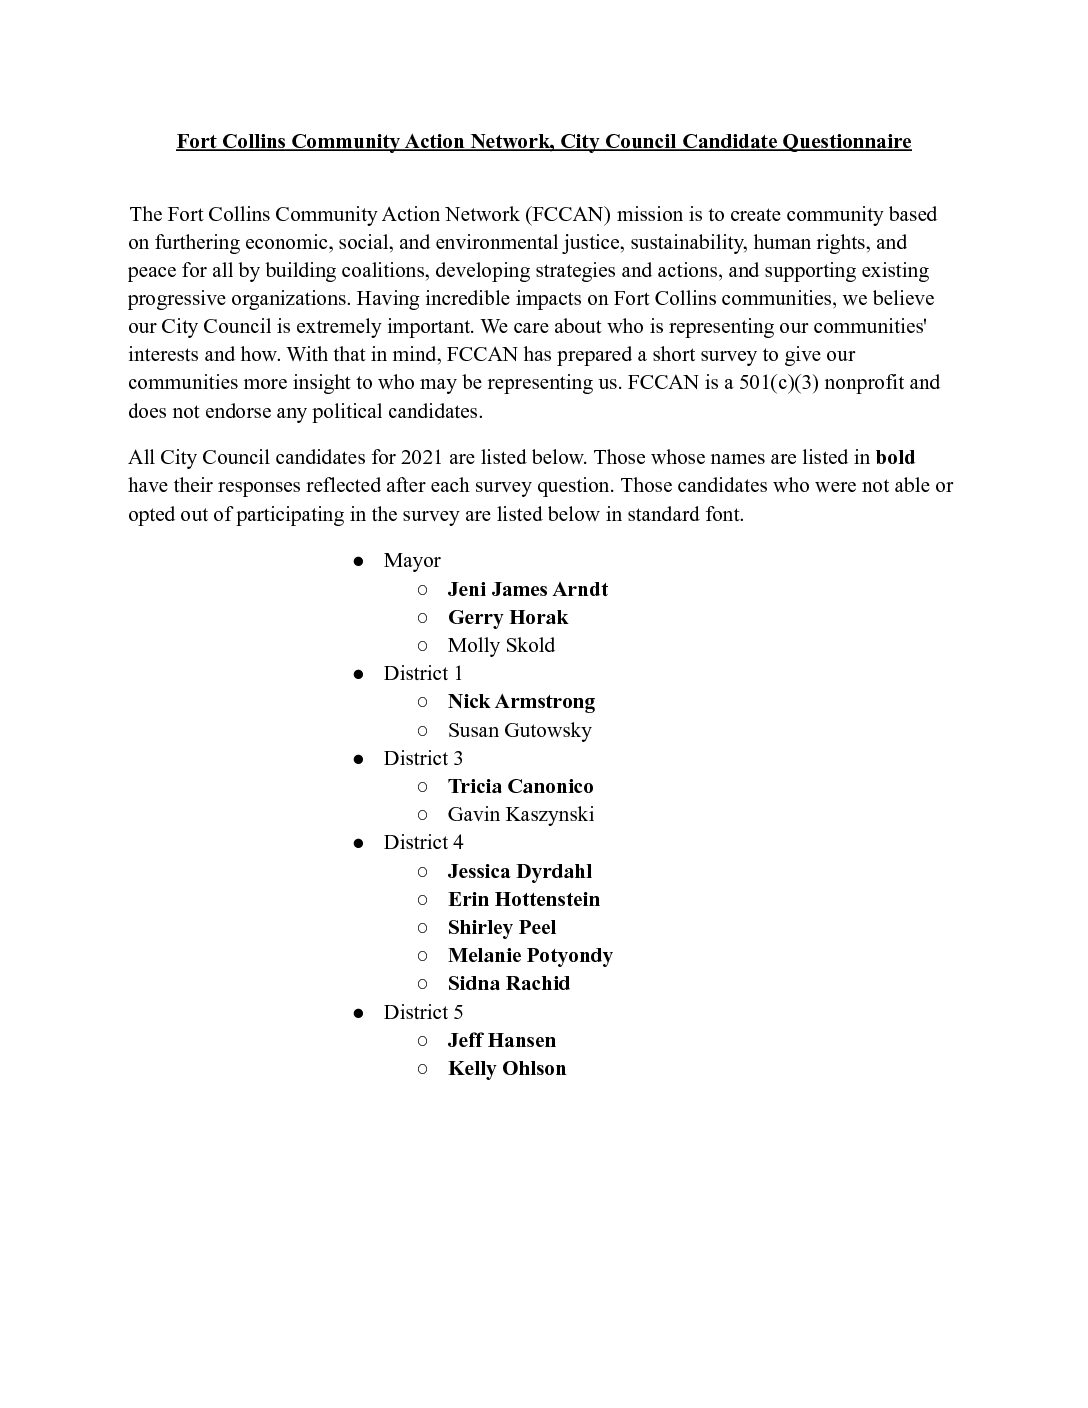 Fort Collins Community Action Network, City Council Candidate Questionnaire
The Fort Collins Community Action Network (FCCAN) mission is to create community based
on furthering economic, social, and environmental justice, sustainability, human rights, and
peace for all by building coalitions, developing strategies and actions, and supporting existing
progressive organizations. Having incredible impacts on Fort Collins communities, we believe
our City Council is extremely important. We care about who is representing our communities'
interests and how. With that in mind, FCCAN has prepared a short survey to give our
communities more insight to who may be representing us. FCCAN is a 501(c)(3) nonprofit and
does not endorse any political candidates.
All City Council candidates for 2021 are listed below. Those whose names are listed in bold
have their responses reflected after each survey question. Those candidates who were not able or
opted out of participating in the survey are listed below in standard font.
● Mayor
○ Jeni James Arndt
○ Gerry Horak
○ Molly Skold
● District 1
○ Nick Armstrong
○ Susan Gutowsky
● District 3
○ Tricia Canonico
○ Gavin Kaszynski
● District 4
○ Jessica Dyrdahl
○ Erin Hottenstein
○ Shirley Peel
○ Melanie Potyondy
○ Sidna Rachid
● District 5
○ Jeff Hansen
○ Kelly Ohlson